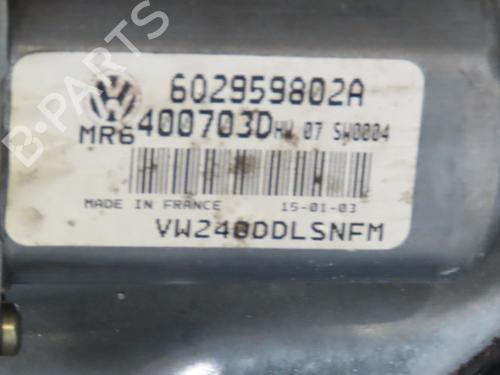 6Q2959802A
MR6400703D HW 07 SW0004
MADE IN FRANCE 15-01-03
VW240DDLSNFM
B-PARTS